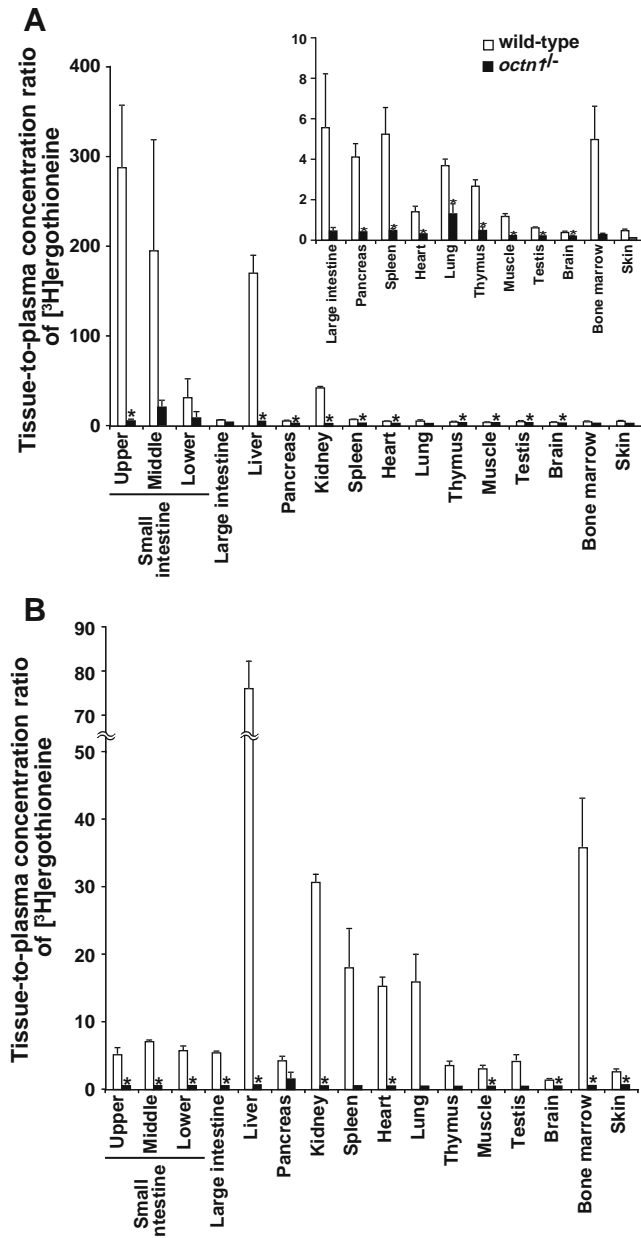 A
Tissue-to-plasma concentration ratio
of [³H]ergothioneine
400
300
200
100
0
10
8
6
4
2
0
wild-type
octn1⁻/⁻
Large intestine
Pancreas
Spleen
Heart
Lung
Thymus
Muscle
Testis
Brain
Bone marrow
Skin
* * * * * * * *
* * * * * * * * *
Upper
Middle
Lower
Large intestine
Liver
Pancreas
Kidney
Spleen
Heart
Lung
Thymus
Muscle
Testis
Brain
Bone marrow
Skin
Small
intestine
B
Tissue-to-plasma concentration ratio
of [³H]ergothioneine
90
80
70
50
40
30
20
10
0
* * * * * * * * * * *
Upper
Middle
Lower
Large intestine
Liver
Pancreas
Kidney
Spleen
Heart
Lung
Thymus
Muscle
Testis
Brain
Bone marrow
Skin
Small
ntestine